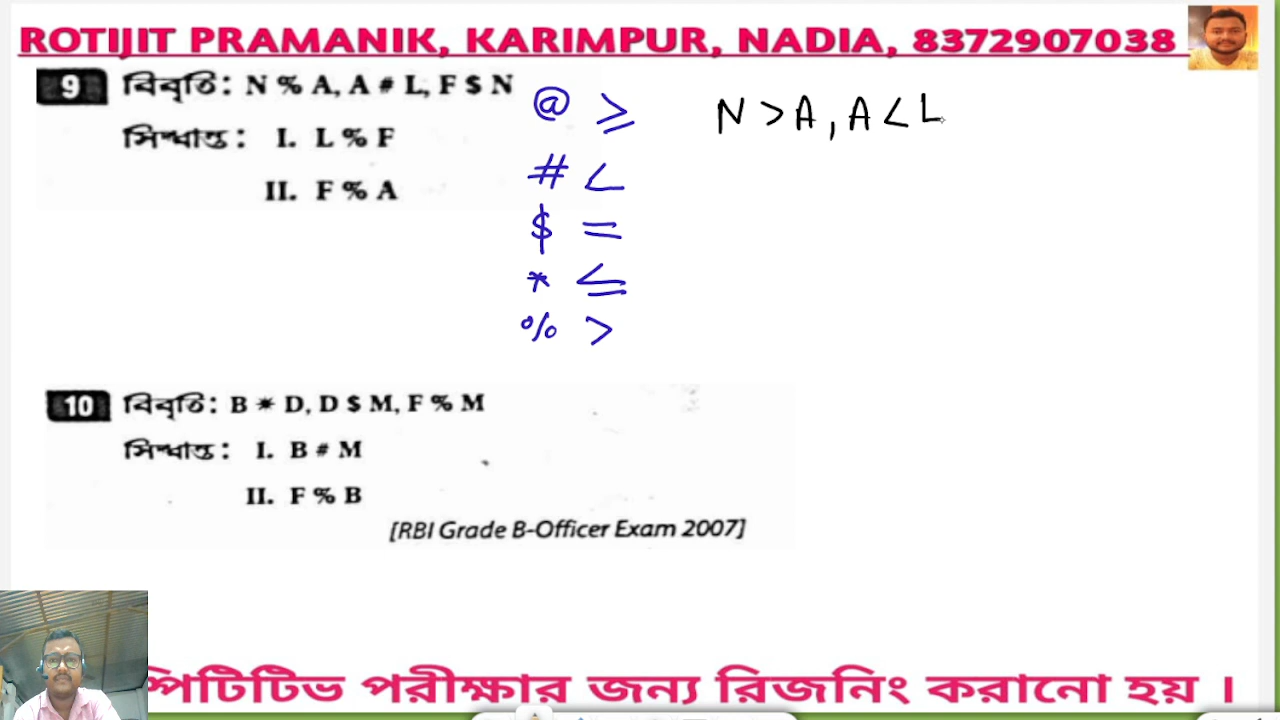 ROTIJIT PRAMANIK, KARIMPUR, NADIA, 8372907038
9 বিবৃতি: N % A, A # L, F $ N
সিদ্ধান্ত: I. L % F
II. F % A
@ ≥
# <
$ =
* ≤
% >
N > A, A < L
10 বিবৃতি: B * D, D $ M, F % M
সিদ্ধান্ত: I. B # M
II. F % B
[RBI Grade B-Officer Exam 2007]
পিটিটিভ পরীক্ষার জন্য রিজনিং করানো হয় ।